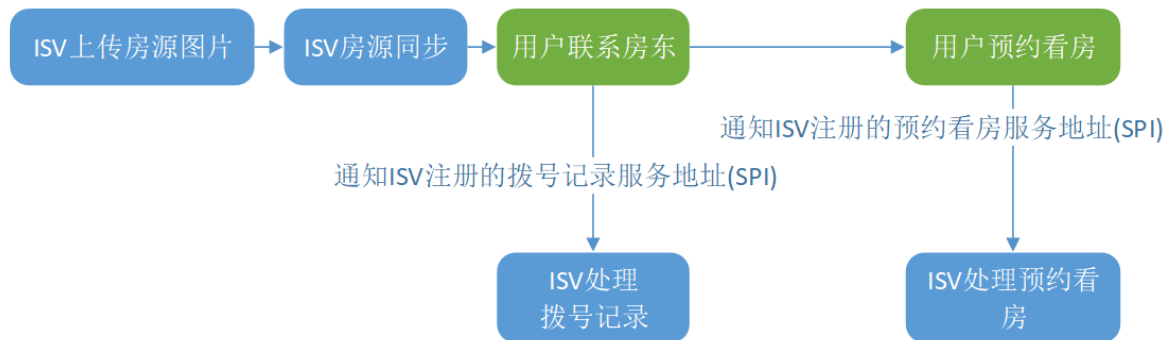 ISV上传房源图片
ISV房源同步
用户联系房东
用户预约看房
通知ISV注册的预约看房服务地址(SPI)
通知ISV注册的拨号记录服务地址(SPI)
ISV处理
拨号记录
ISV处理预约看
房